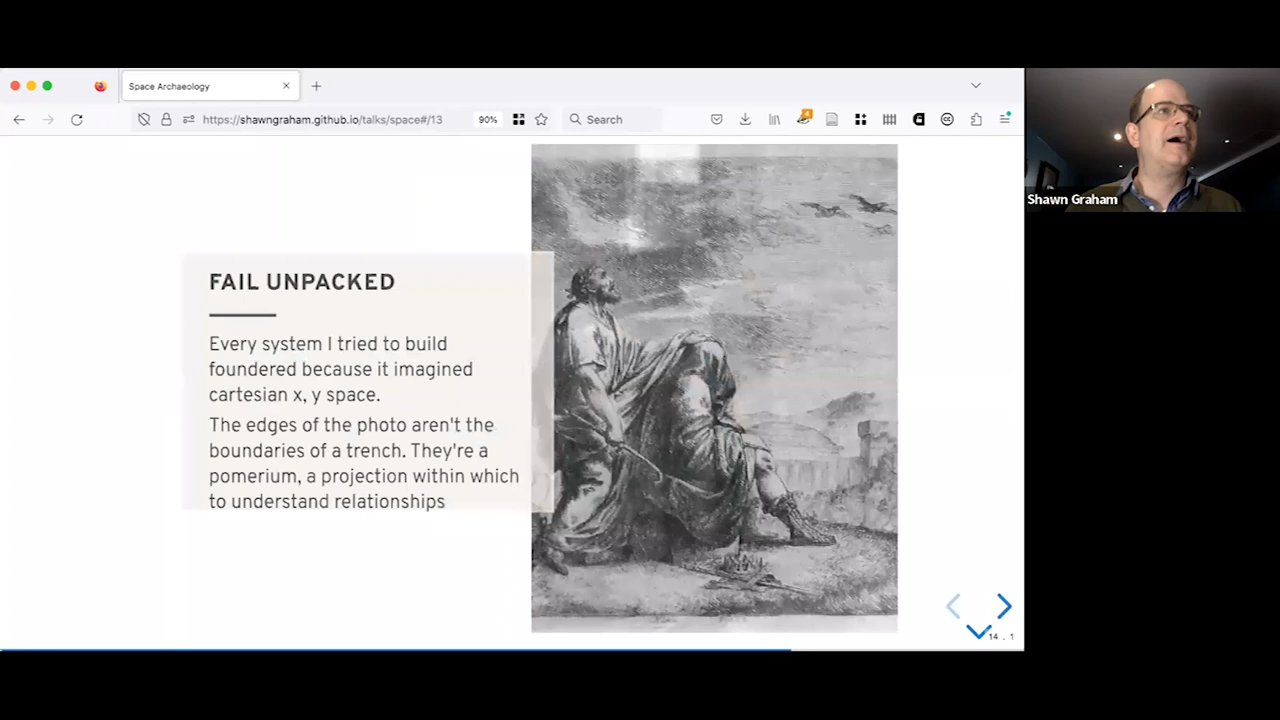 Space Archaeology
https://shawngraham.github.io/talks/space#/13
90%
Search
4
Shawn Graham
FAIL UNPACKED
Every system I tried to build
foundered because it imagined
cartesian x, y space.
The edges of the photo aren't the
boundaries of a trench. They're a
pomerium, a projection within which
to understand relationships
14 . 1